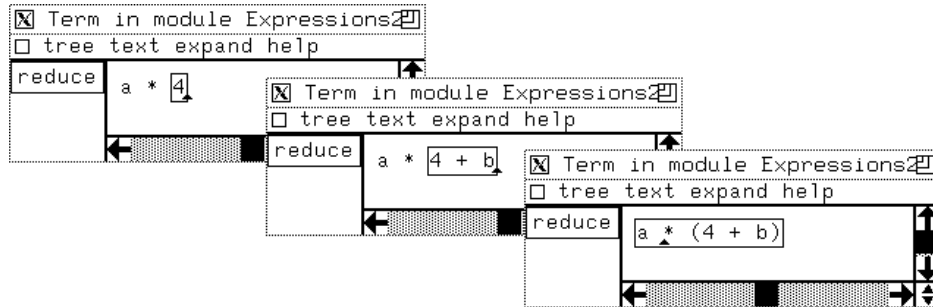 Term in module Expressions2
tree text expand help
reduce
a * 4
Term in module Expressions2
tree text expand help
reduce
a * 4 + b
Term in module Expressions2
tree text expand help
reduce
a * (4 + b)